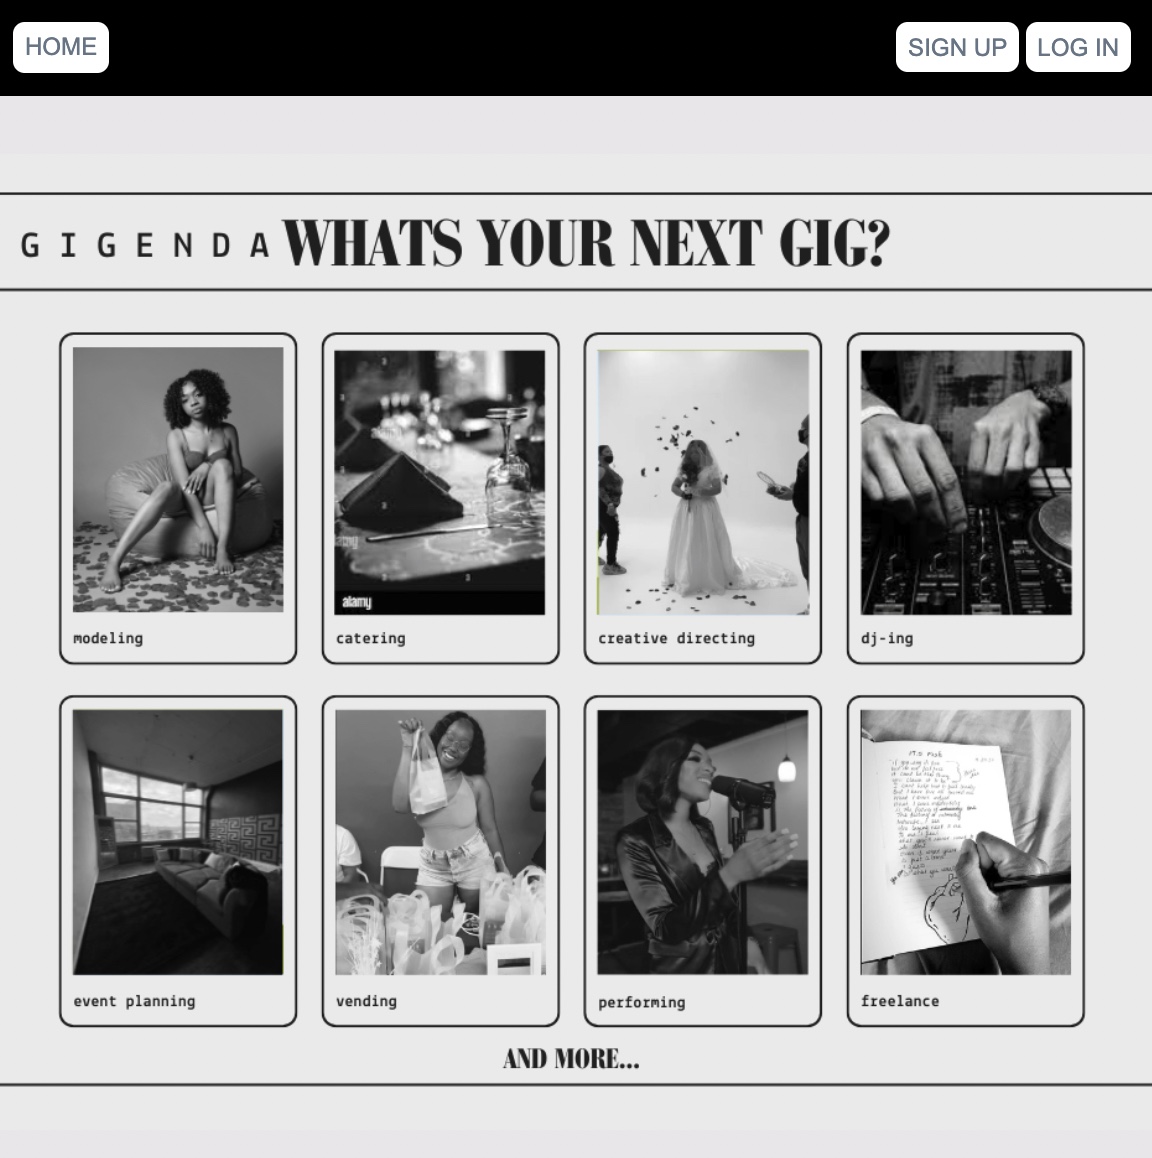 HOME
SIGN UP
LOG IN
GIGENDA WHATS YOUR NEXT GIG?
alamy
modeling
catering
creative directing
dj-ing
event planning
vending
performing
freelance
AND MORE...